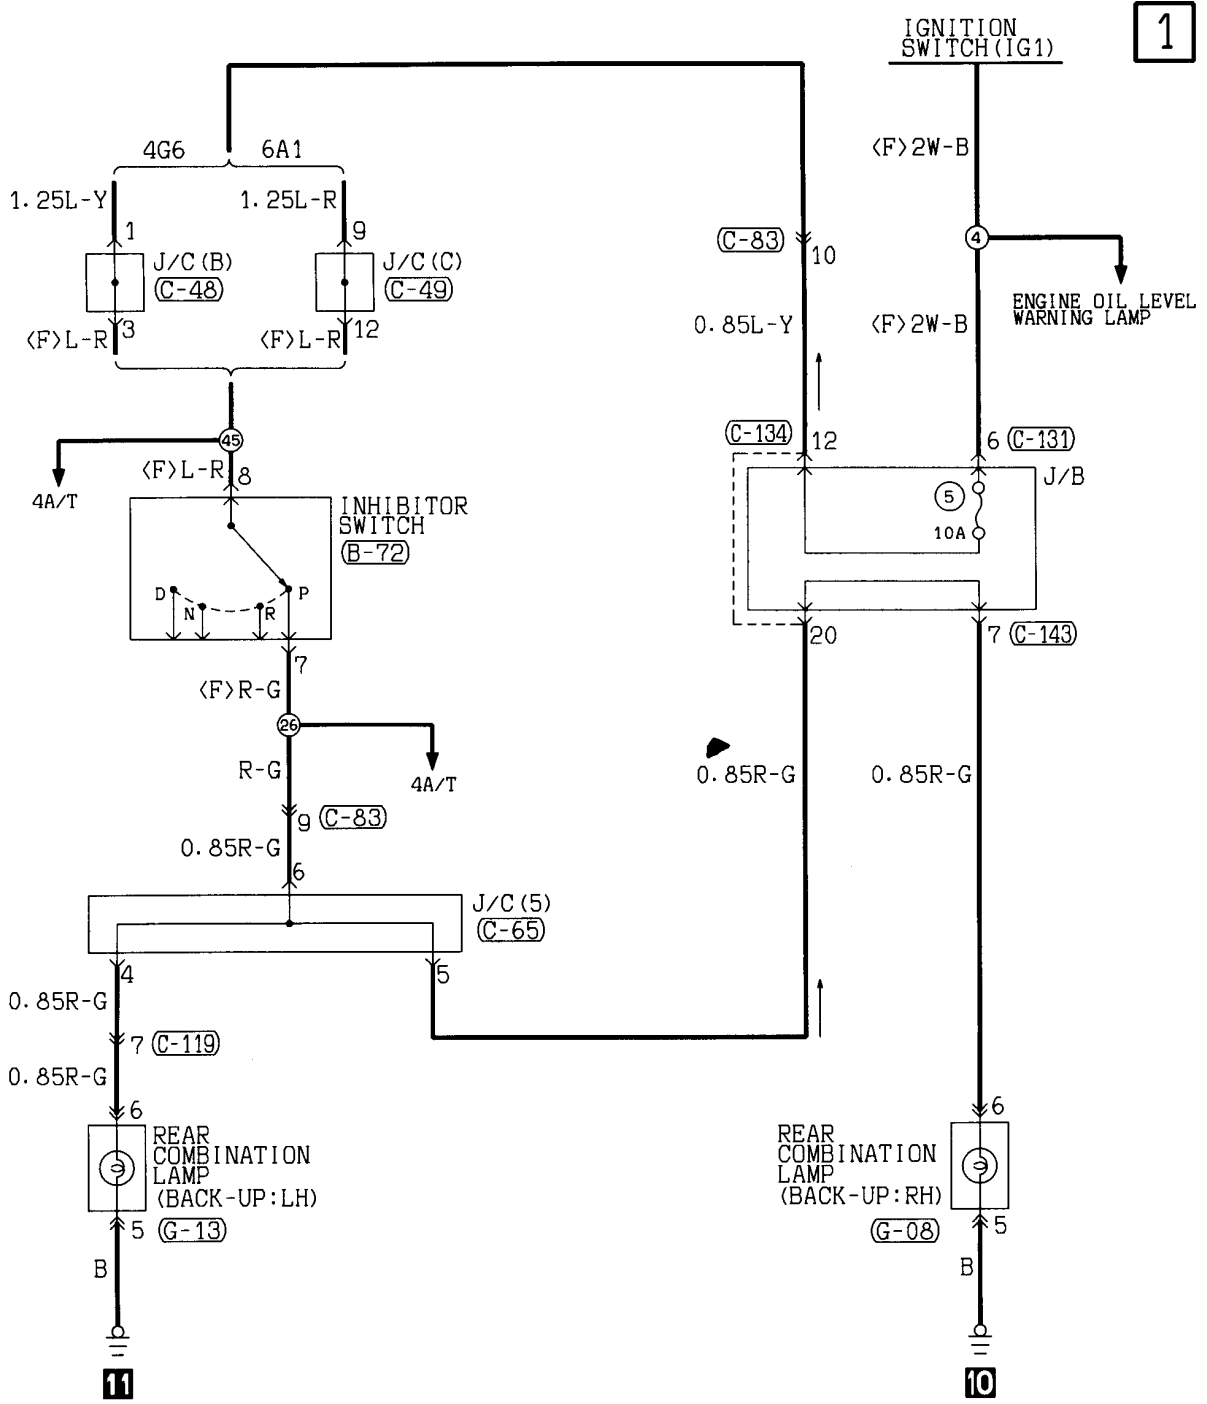 1
IGNITION
SWITCH(IG1)
4G6
6A1
<F>2W-B
1.25L-Y
1.25L-R
1
9
4
C-83
10
J/C(B)
C-48
J/C(C)
C-49
ENGINE OIL LEVEL
WARNING LAMP
3
12
<F>L-R
<F>L-R
0.85L-Y
<F>2W-B
45
C-134
12
6
C-131
<F>L-R
8
4A/T
J/B
5
10A
INHIBITOR
SWITCH
B-72
D
N
R
P
20
7
C-143
7
<F>R-G
26
R-G
4A/T
0.85R-G
0.85R-G
9
C-83
0.85R-G
6
J/C(5)
C-65
4
5
0.85R-G
7
C-119
0.85R-G
6
6
REAR
COMBINATION
LAMP
(BACK-UP:LH)
REAR
COMBINATION
LAMP
(BACK-UP:RH)
5
G-13
G-08
5
B
B
11
10